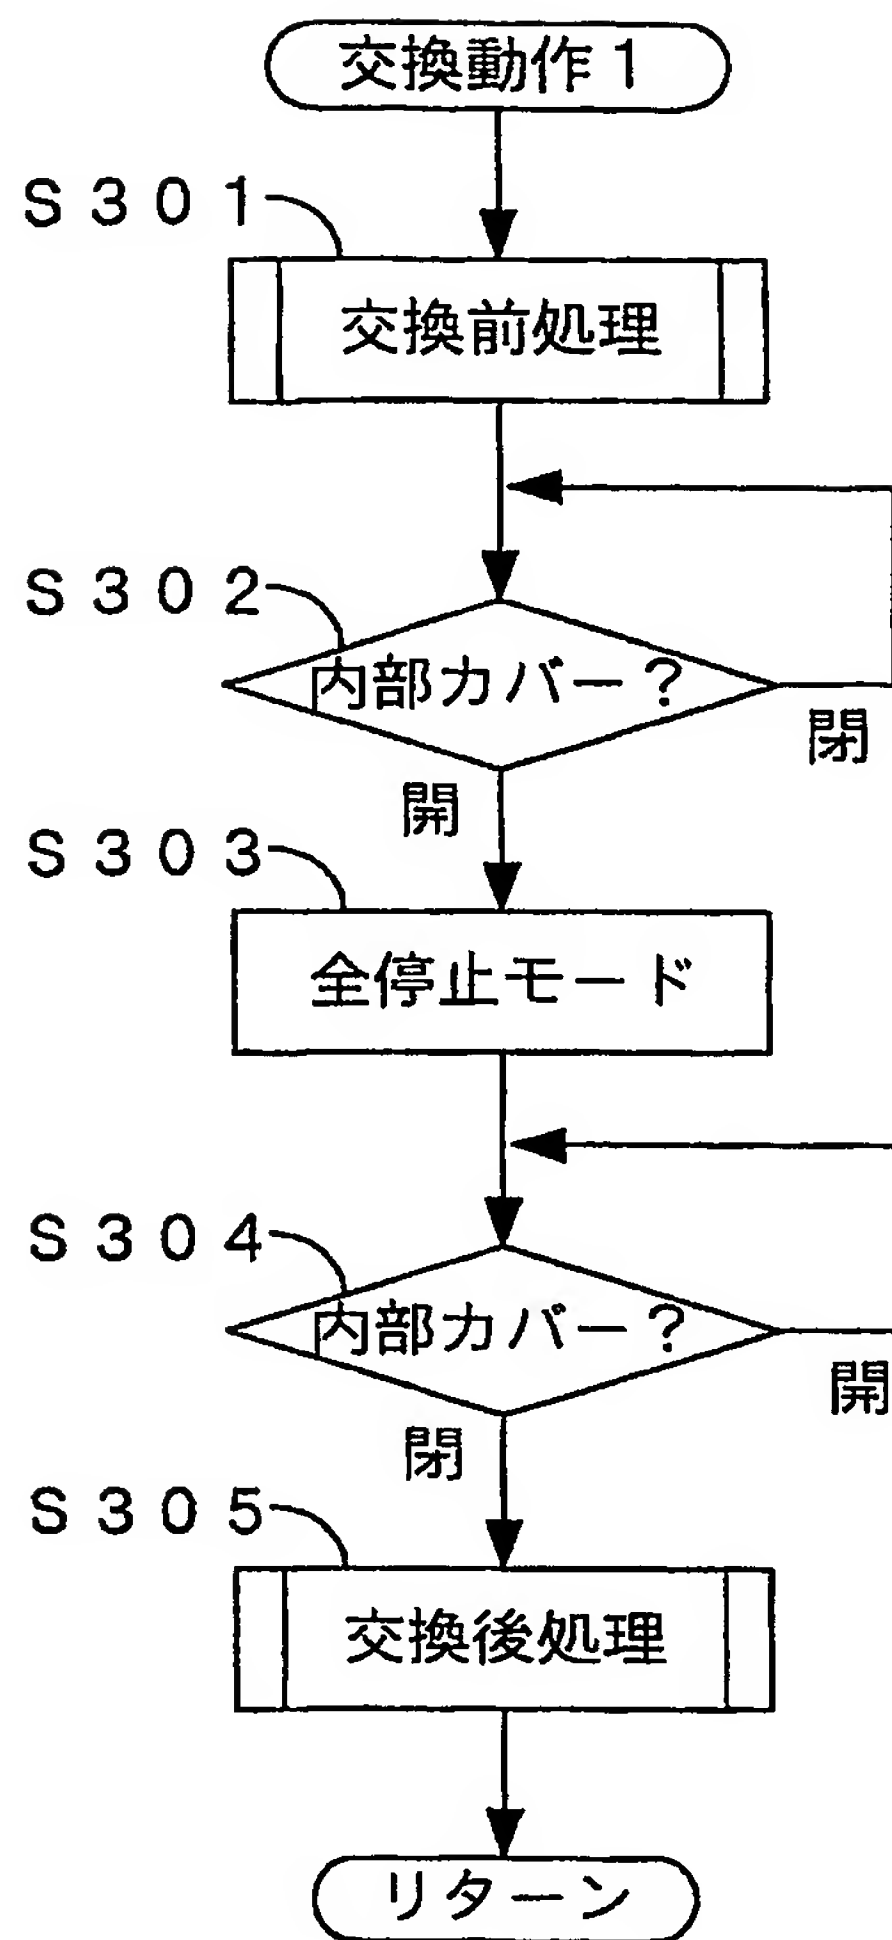 交換動作1
S301
交換前処理
S302
内部カバー?
閉
開
S303
全停止モード
S304
内部カバー?
開
閉
S305
交換後処理
リターン